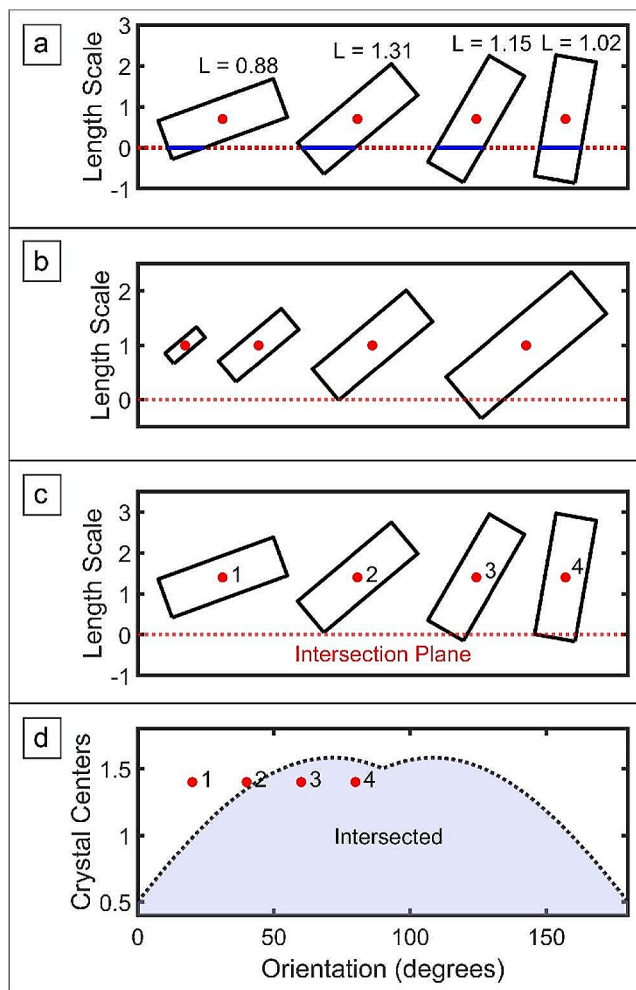 a
L = 0.88 L = 1.31 L = 1.15 L = 1.02
Length Scale
3
2
1
0
-1
b
Length Scale
2
1
0
c
Length Scale
3
2
1
0
-1
1 2 3 4
Intersection Plane
d
Crystal Centers
1.5
1
0.5
1 2 3 4
Intersected
0 50 100 150
Orientation (degrees)